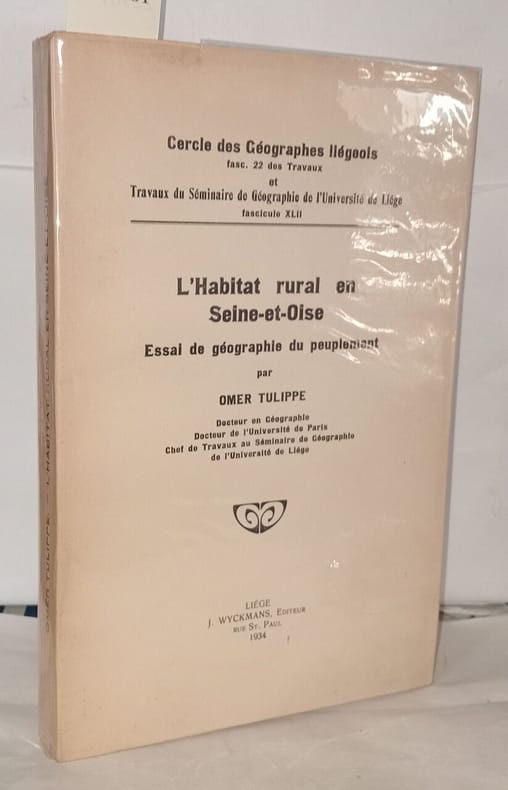 Cercle des Géographes liégeois
fasc. 22 des Travaux
et
Travaux du Séminaire de Géographie de l'Université de Liége
fascicule XLII
L'Habitat rural en
Seine-et-Oise
Essai de géographie du peuplement
par
OMER TULIPPE
Docteur en Géographie
Docteur de l'Université de Paris
Chef de Travaux au Séminaire de Géographie
de l'Université de Liége
LIÉGE
J. WYCKMANS, Editeur
rue St. Paul
1934
OMER TULIPPE. — L'HABITAT RURAL EN SEINE-ET-OISE